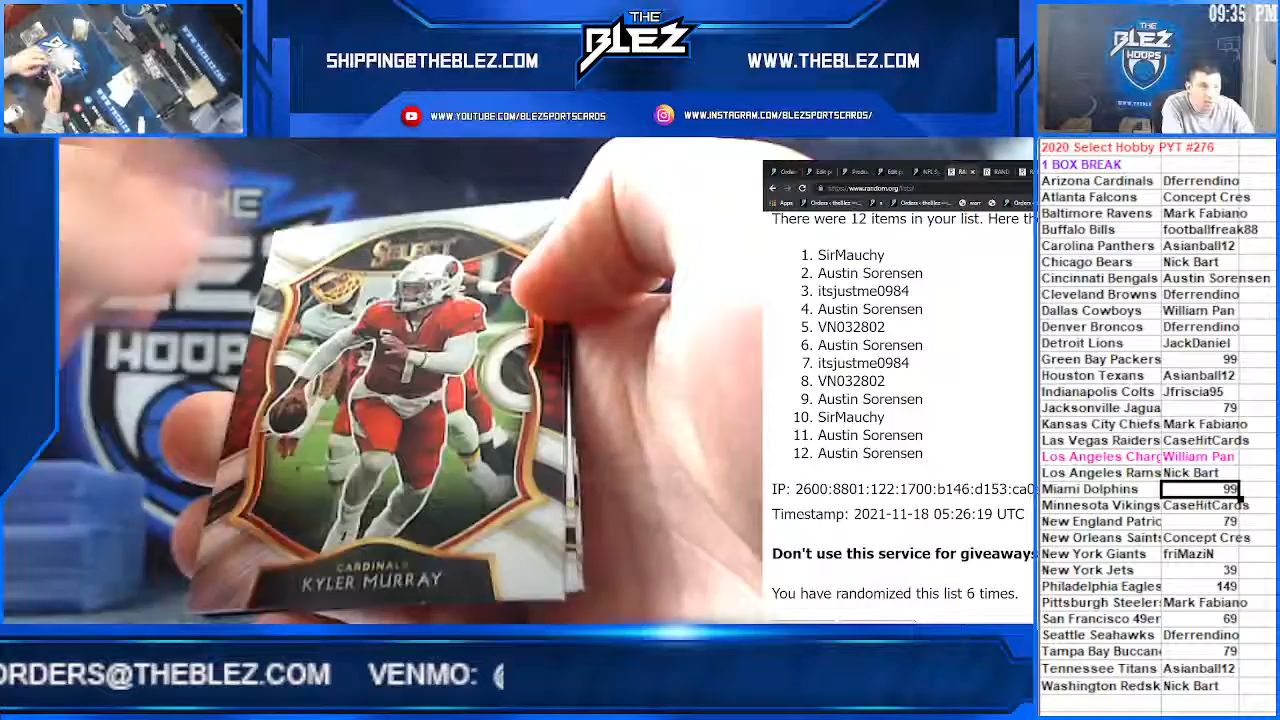 THE
BLEZ
SHIPPING@THEBLEZ.COM
WWW.THEBLEZ.COM
WWW.YOUTUBE.COM/BLEZSPORTSCARDS
WWW.INSTAGRAM.COM/BLEZSPORTSCARDS/
09:35 PM
THE
BLEZ
HOOPS
THE
HOOPS
SELECT
CARDINALS
KYLER MURRAY
https://www.random.org/lists/
There were 12 items in your list. Here th
1. SirMauchy
2. Austin Sorensen
3. itsjustme0984
4. Austin Sorensen
5. VN032802
6. Austin Sorensen
7. itsjustme0984
8. VN032802
9. Austin Sorensen
10. SirMauchy
11. Austin Sorensen
12. Austin Sorensen
IP: 2600:8801:122:1700:b146:d153:ca0
Timestamp: 2021-11-18 05:26:19 UTC
Don't use this service for giveaways
You have randomized this list 6 times.
2020 Select Hobby PYT #276
1 BOX BREAK
Arizona Cardinals Dferrendino
Atlanta Falcons Concept Cres
Baltimore Ravens Mark Fabiano
Buffalo Bills footballfreak88
Carolina Panthers Asianball12
Chicago Bears Nick Bart
Cincinnati Bengals Austin Sorensen
Cleveland Browns Dferrendino
Dallas Cowboys William Pan
Denver Broncos Dferrendino
Detroit Lions JackDaniel
Green Bay Packers 99
Houston Texans Asianball12
Indianapolis Colts Jfriscia95
Jacksonville Jagua 79
Kansas City Chiefs Mark Fabiano
Las Vegas Raiders CaseHitCards
Los Angeles Charg William Pan
Los Angeles Rams Nick Bart
Miami Dolphins 99
Minnesota Vikings CaseHitCards
New England Patric 79
New Orleans Saints Concept Cres
New York Giants friMaziN
New York Jets 39
Philadelphia Eagles 149
Pittsburgh Steelers Mark Fabiano
San Francisco 49er 69
Seattle Seahawks Dferrendino
Tampa Bay Buccan 79
Tennessee Titans Asianball12
Washington Redsk Nick Bart
ORDERS@THEBLEZ.COM VENMO: @